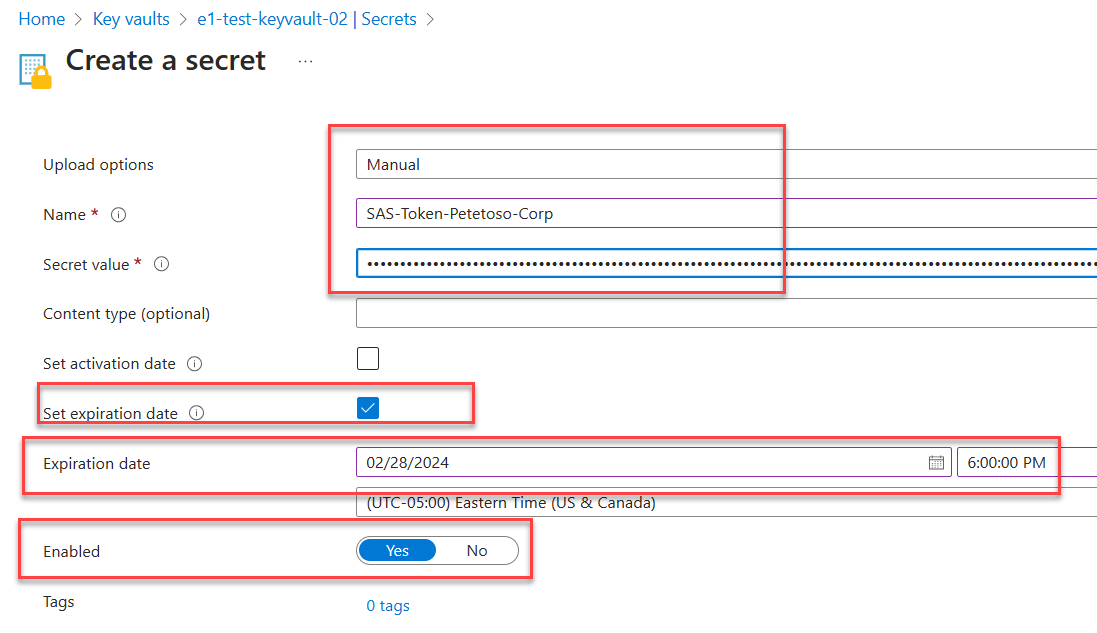 Home > Key vaults > e1-test-keyvault-02 | Secrets >
Create a secret ...
Upload options Manual
Name * SAS-Token-Petetoso-Corp
Secret value *
Content type (optional)
Set activation date
Set expiration date
Expiration date 02/28/2024 6:00:00 PM
(UTC-05:00) Eastern Time (US & Canada)
Enabled Yes No
Tags 0 tags